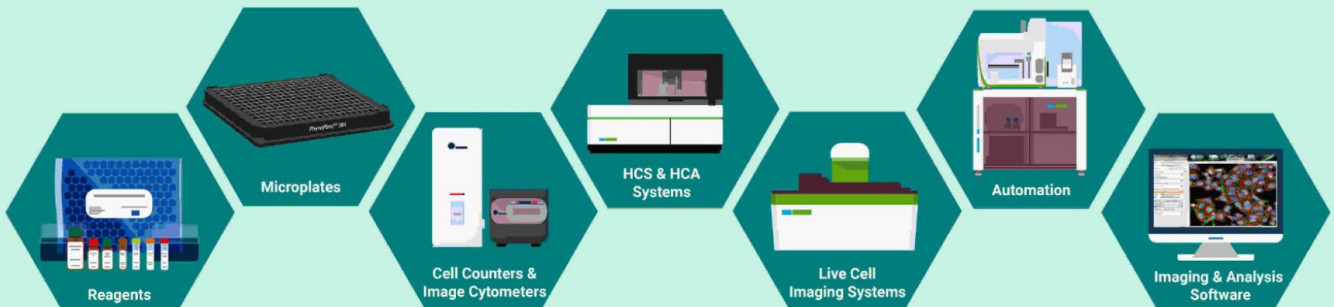 Reagents
Microplates
Cell Counters &
Image Cytometers
HCS & HCA
Systems
Live Cell
Imaging Systems
Automation
Imaging & Analysis
Software